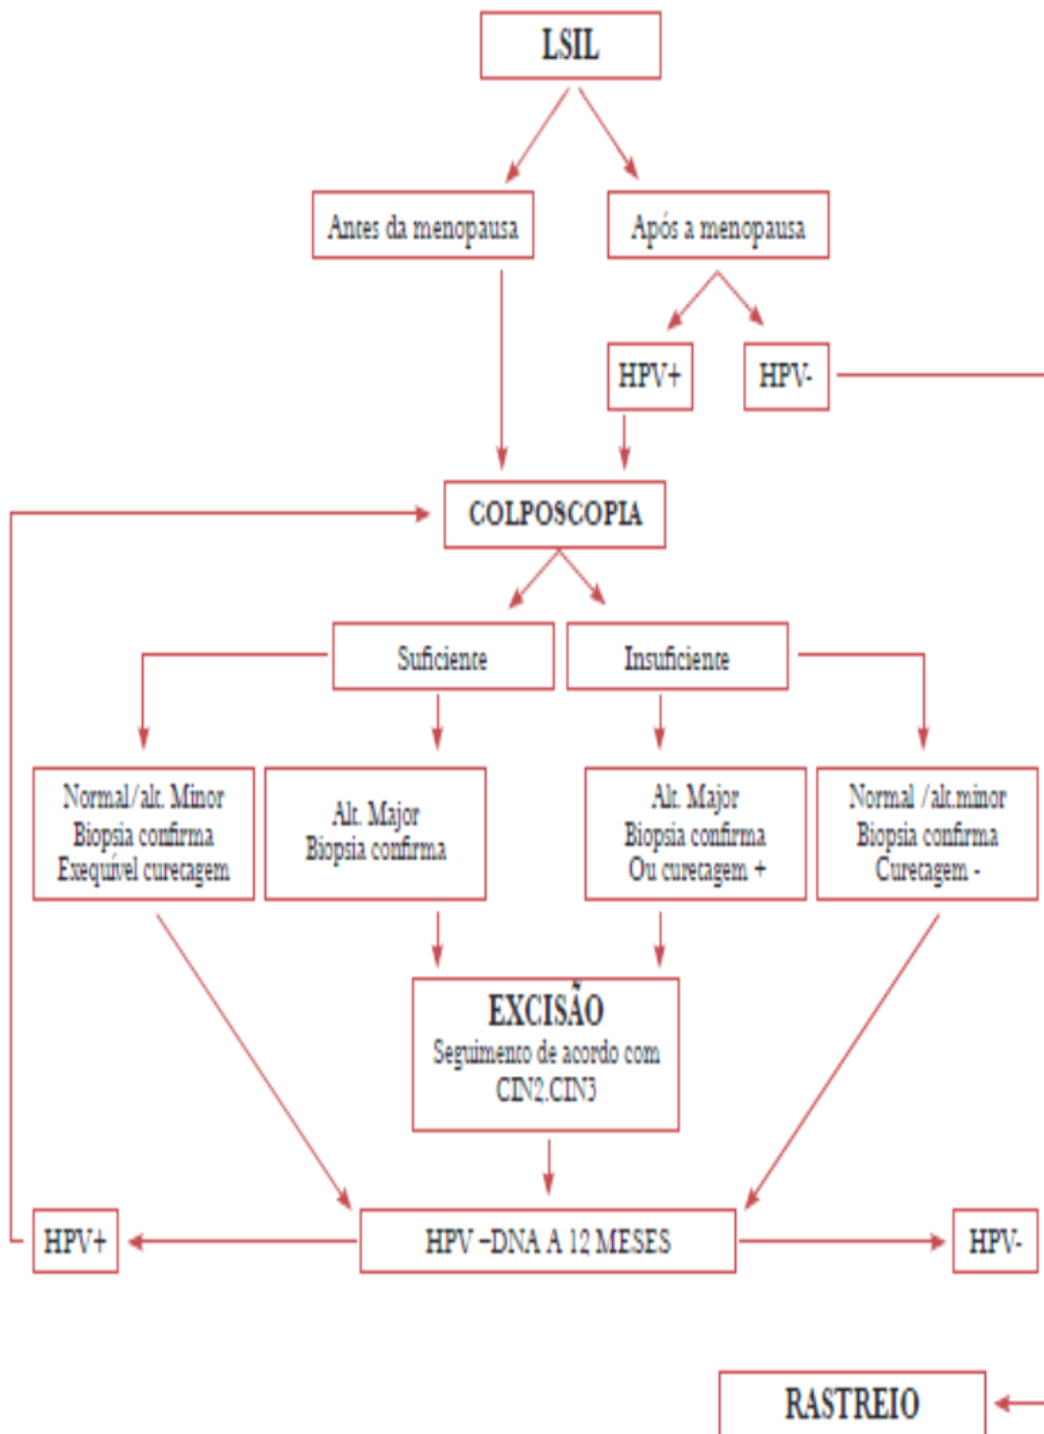 LSIL
Antes da menopausa
Após a menopausa
HPV+
HPV-
COLPOSCOPIA
Suficiente
Insuficiente
Normal/alt. Minor
Biopsia confirma
Exequível curetagem
Alt. Major
Biopsia confirma
Alt. Major
Biopsia confirma
Ou curetagem +
Normal /alt.minor
Biopsia confirma
Curetagem -
EXCISÃO
Seguimento de acordo com
CIN2.CIN3
HPV+
HPV –DNA A 12 MESES
HPV-
RASTREIO